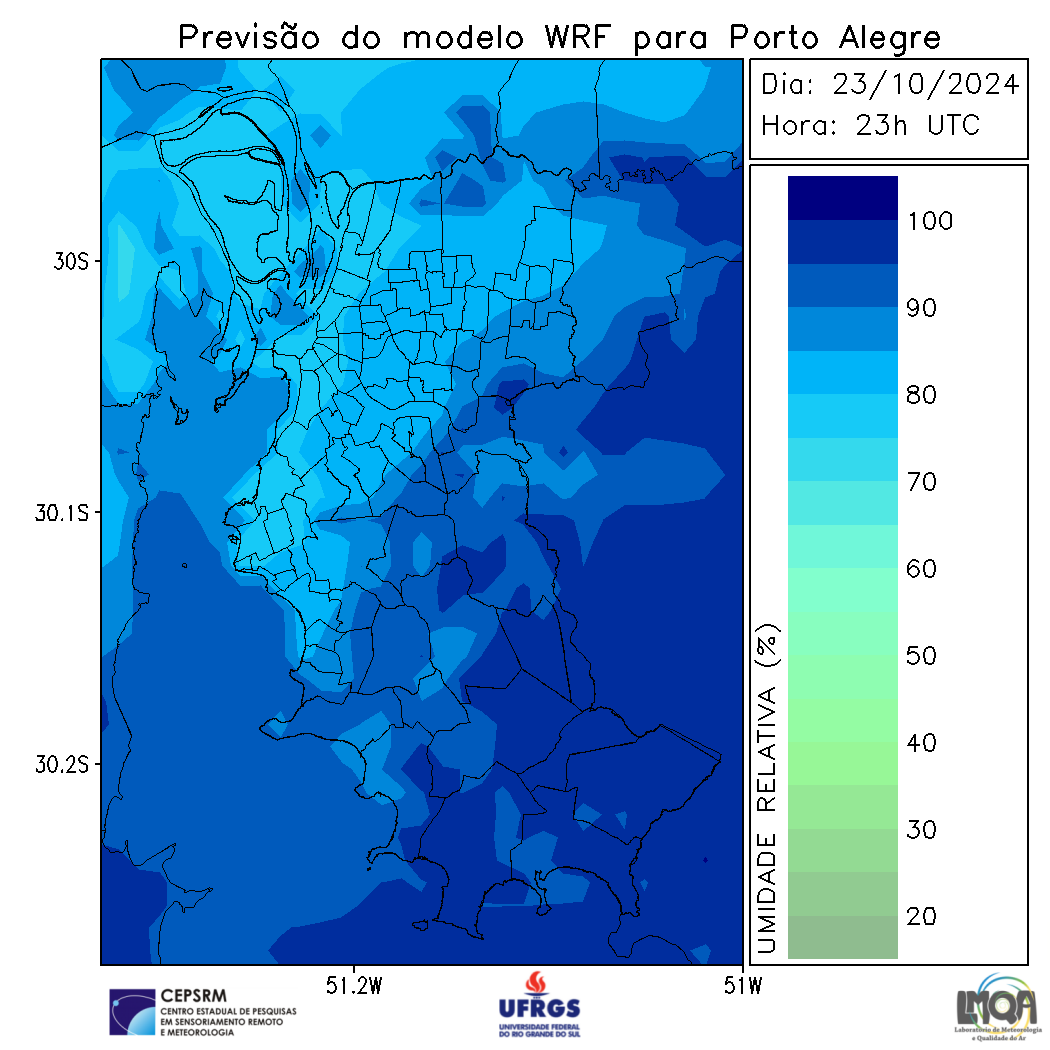 Previsão do modelo WRF para Porto Alegre
Dia: 23/10/2024
Hora: 23h UTC
30S
30.1S
30.2S
51.2W
51W
UMIDADE RELATIVA (%)
100
90
80
70
60
50
40
30
20
CEPSRM
CENTRO ESTADUAL DE PESQUISAS
EM SENSORIAMENTO REMOTO
E METEOROLOGIA
UFRGS
UNIVERSIDADE FEDERAL
DO RIO GRANDE DO SUL
LMQA
Laboratório de Meteorologia
e Qualidade do Ar